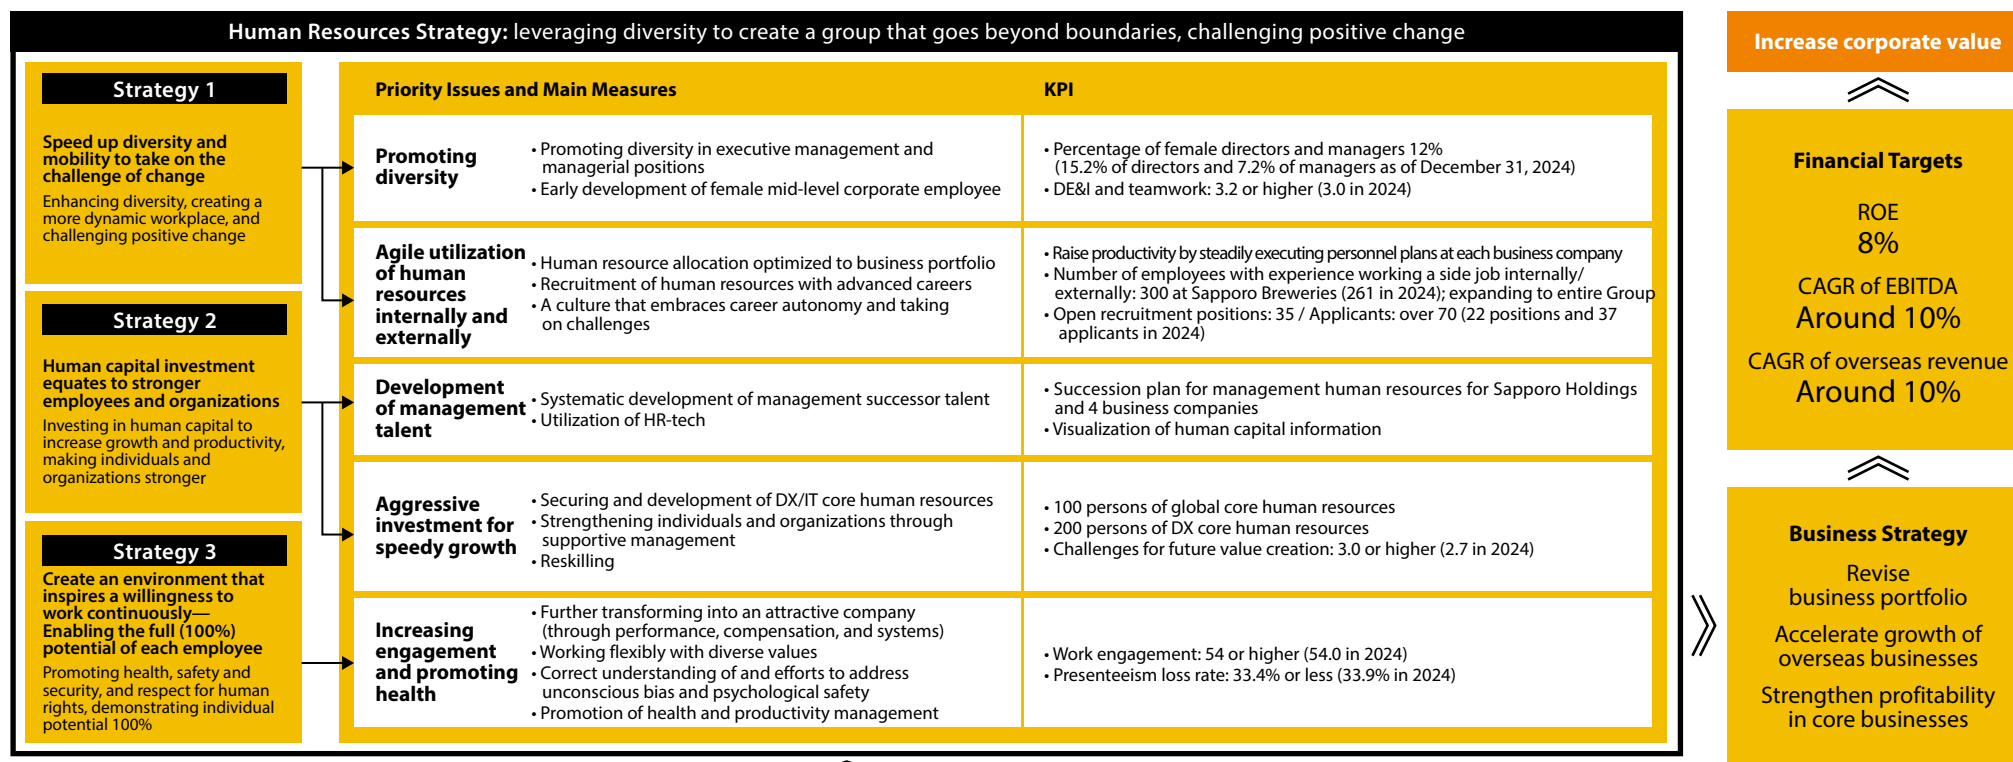 Human Resources Strategy: leveraging diversity to create a group that goes beyond boundaries, challenging positive change
Strategy 1
Speed up diversity and
mobility to take on the
challenge of change
Enhancing diversity, creating a
more dynamic workplace, and
challenging positive change
Strategy 2
Human capital investment
equates to stronger
employees and organizations
Investing in human capital to
increase growth and productivity,
making individuals and
organizations stronger
Strategy 3
Create an environment that
inspires a willingness to
work continuously—
Enabling the full (100%)
potential of each employee
Promoting health, safety and
security, and respect for human
rights, demonstrating individual
potential 100%
Priority Issues and Main Measures
KPI
Promoting
diversity
• Promoting diversity in executive management and
managerial positions
• Early development of female mid-level corporate employee
• Percentage of female directors and managers 12%
(15.2% of directors and 7.2% of managers as of December 31, 2024)
• DE&I and teamwork: 3.2 or higher (3.0 in 2024)
Agile utilization
of human
resources
internally and
externally
• Human resource allocation optimized to business portfolio
• Recruitment of human resources with advanced careers
• A culture that embraces career autonomy and taking
on challenges
• Raise productivity by steadily executing personnel plans at each business company
• Number of employees with experience working a side job internally/
externally: 300 at Sapporo Breweries (261 in 2024); expanding to entire Group
• Open recruitment positions: 35 / Applicants: over 70 (22 positions and 37
applicants in 2024)
Development
of management
talent
• Systematic development of management successor talent
• Utilization of HR-tech
• Succession plan for management human resources for Sapporo Holdings
and 4 business companies
• Visualization of human capital information
Aggressive
investment for
speedy growth
• Securing and development of DX/IT core human resources
• Strengthening individuals and organizations through
supportive management
• Reskilling
• 100 persons of global core human resources
• 200 persons of DX core human resources
• Challenges for future value creation: 3.0 or higher (2.7 in 2024)
Increasing
engagement
and promoting
health
• Further transforming into an attractive company
(through performance, compensation, and systems)
• Working flexibly with diverse values
• Correct understanding of and efforts to address
unconscious bias and psychological safety
• Promotion of health and productivity management
• Work engagement: 54 or higher (54.0 in 2024)
• Presenteeism loss rate: 33.4% or less (33.9% in 2024)
Increase corporate value
Financial Targets
ROE
8%
CAGR of EBITDA
Around 10%
CAGR of overseas revenue
Around 10%
Business Strategy
Revise
business portfolio
Accelerate growth of
overseas businesses
Strengthen profitability
in core businesses